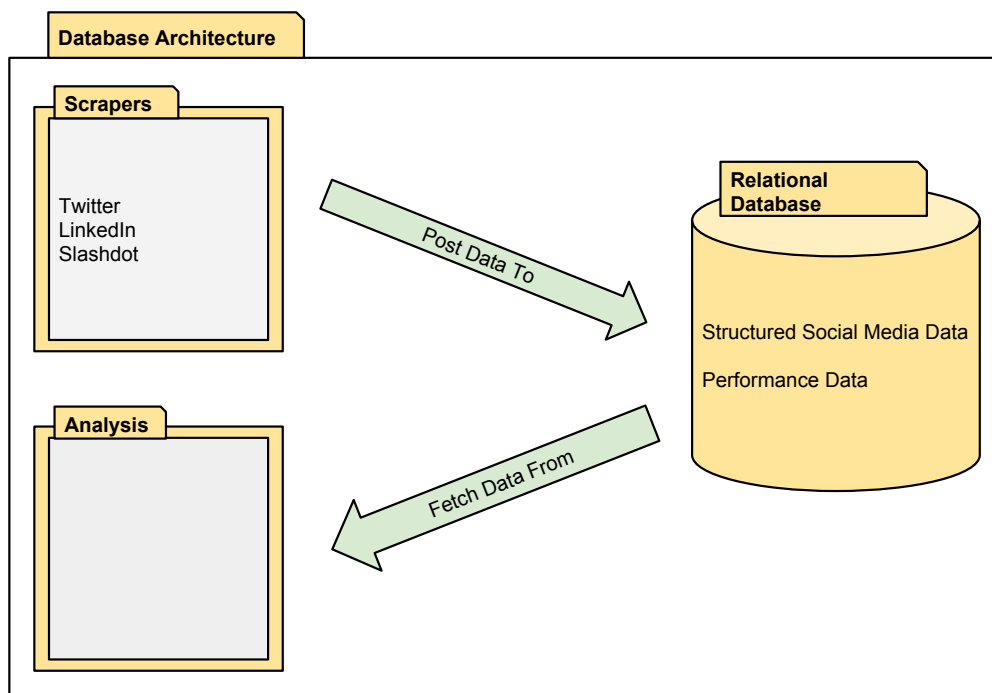 Database Architecture
Scrapers
Twitter
LinkedIn
Slashdot
Post Data To
Relational
Database
Structured Social Media Data
Performance Data
Analysis
Fetch Data From